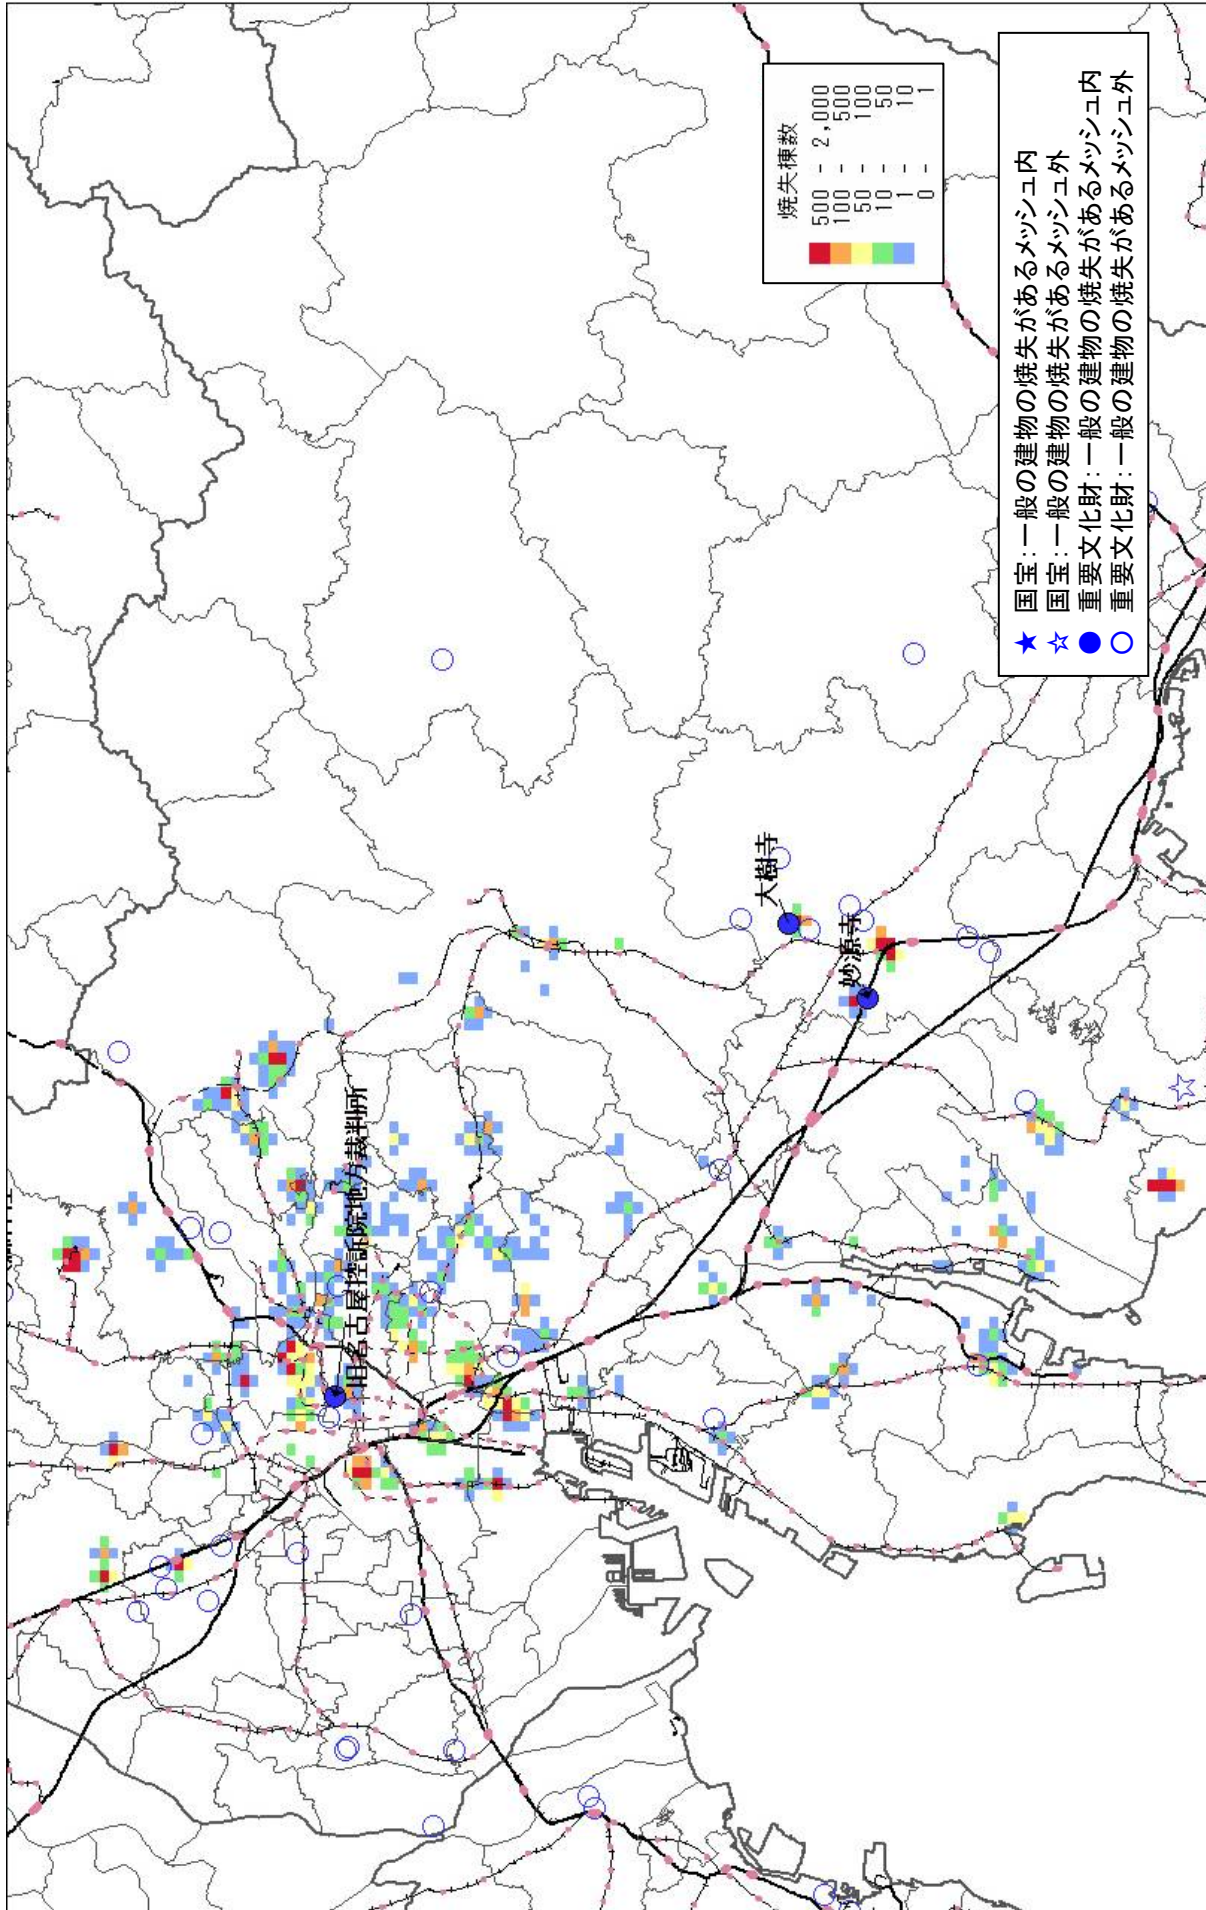 旧名古屋控訴院地方裁判所
妙源寺
大樹寺
焼失棟数
500 - 2,000
100 - 500
50 - 100
10 - 50
1 - 10
0 - 1
★ 国宝:一般の建物の焼失があるメッシュ内
☆ 国宝:一般の建物の焼失があるメッシュ外
● 重要文化財:一般の建物の焼失があるメッシュ内
○ 重要文化財:一般の建物の焼失があるメッシュ外